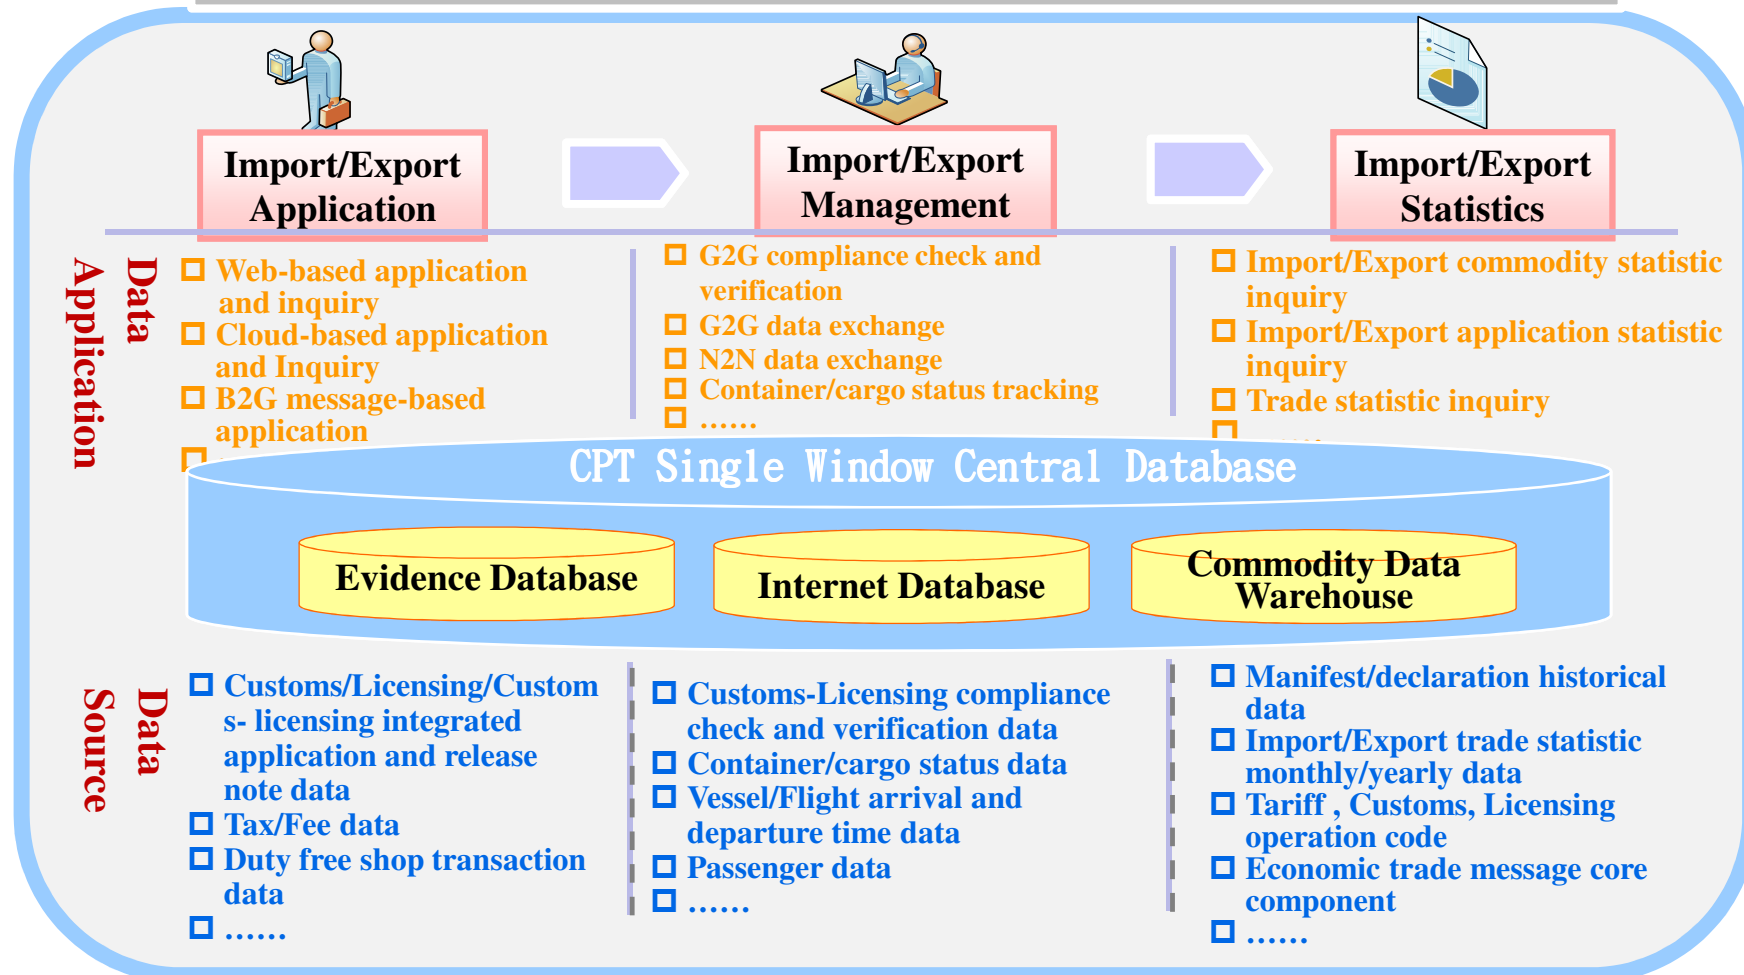 Import/Export
Application
Import/Export
Management
Import/Export
Statistics
Data
Application
Web-based application
and inquiry
Cloud-based application
and Inquiry
B2G message-based
application
G2G compliance check and
verification
G2G data exchange
N2N data exchange
Container/cargo status tracking
......
Import/Export commodity statistic
inquiry
Import/Export application statistic
inquiry
Trade statistic inquiry
CPT Single Window Central Database
Evidence Database
Internet Database
Commodity Data
Warehouse
Data
Source
Customs/Licensing/Custom
s- licensing integrated
application and release
note data
Tax/Fee data
Duty free shop transaction
data
......
Customs-Licensing compliance
check and verification data
Container/cargo status data
Vessel/Flight arrival and
departure time data
Passenger data
......
Manifest/declaration historical
data
Import/Export trade statistic
monthly/yearly data
Tariff , Customs, Licensing
operation code
Economic trade message core
component
......